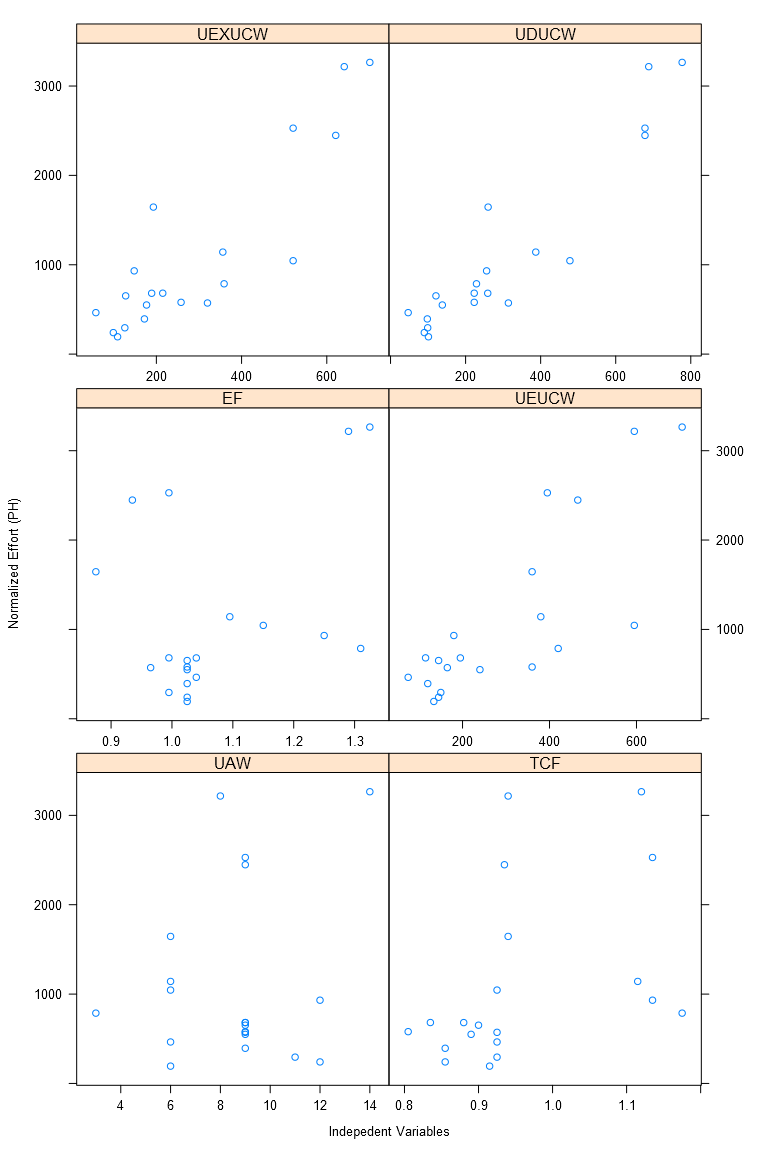 UEXUCW UDUCW
3000
2000
1000
200 400 600 200 400 600 800
EF UEUCW
3000
2000
1000
0.9 1.0 1.1 1.2 1.3 200 400 600
Normalized Effort (PH)
UAW TCF
3000
2000
1000
4 6 8 10 12 14 0.8 0.9 1.0 1.1
Indepedent Variables